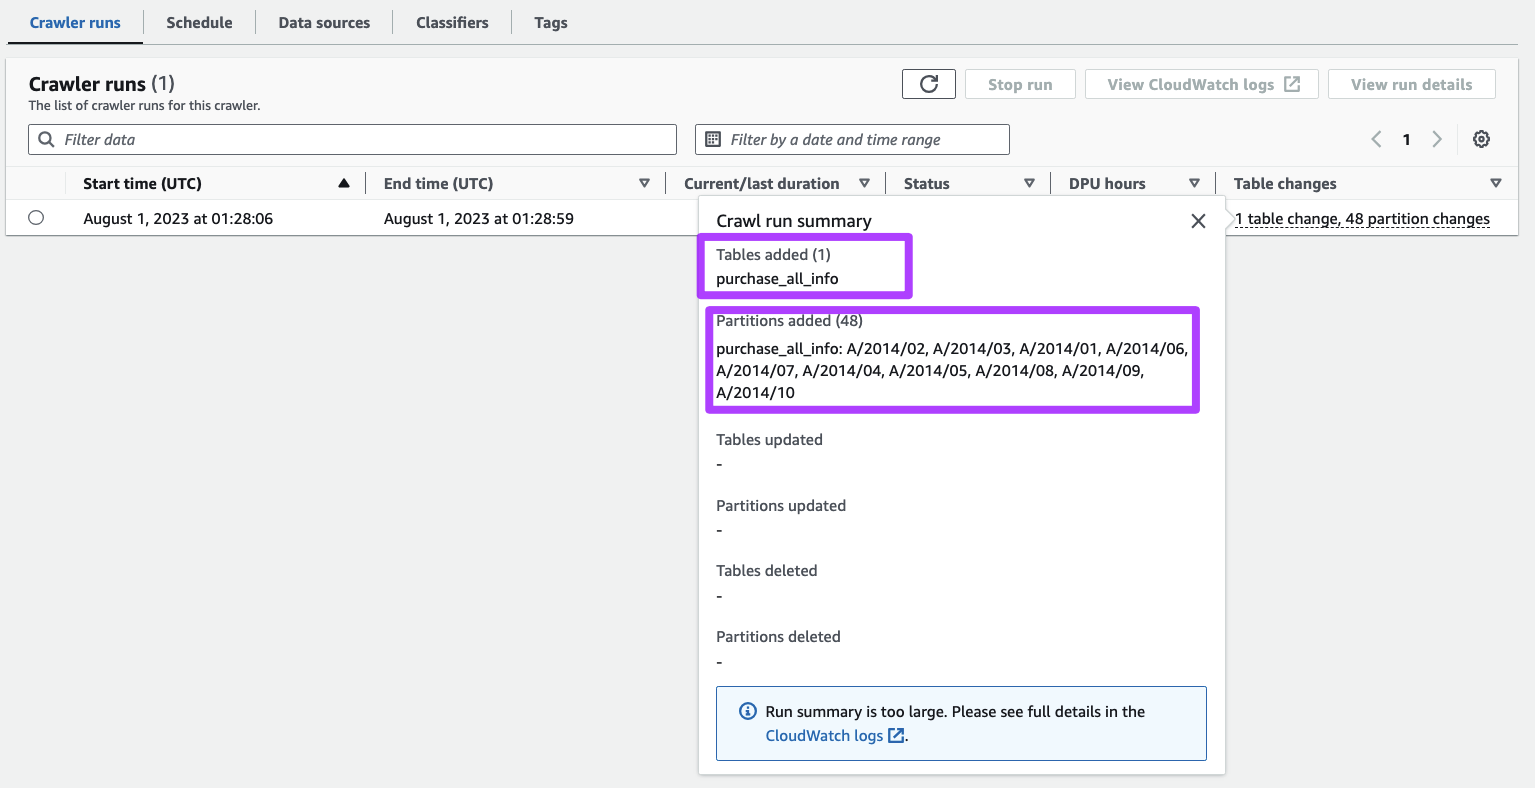 Crawler runs Schedule Data sources Classifiers Tags
Crawler runs (1)
The list of crawler runs for this crawler.
Stop run View CloudWatch logs View run details
Filter data Filter by a date and time range 1
Start time (UTC) End time (UTC) Current/last duration Status DPU hours Table changes
August 1, 2023 at 01:28:06 August 1, 2023 at 01:28:59 1 table change, 48 partition changes
Crawl run summary
Tables added (1)
purchase_all_info
Partitions added (48)
purchase_all_info: A/2014/02, A/2014/03, A/2014/01, A/2014/06,
A/2014/07, A/2014/04, A/2014/05, A/2014/08, A/2014/09,
A/2014/10
Tables updated
-
Partitions updated
-
Tables deleted
-
Partitions deleted
-
Run summary is too large. Please see full details in the
CloudWatch logs.